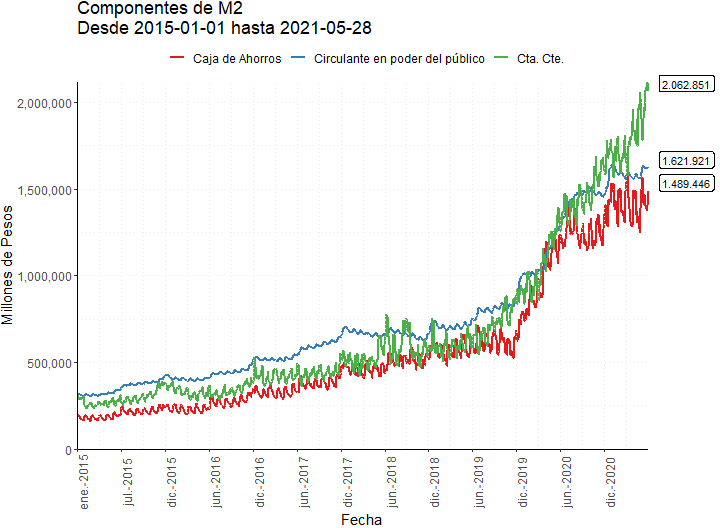 Componentes de M2
Desde 2015-01-01 hasta 2021-05-28
Caja de Ahorros Circulante en poder del público Cta. Cte.
2,000,000
1,500,000
1,000,000
500,000
0
Millones de Pesos
2.062.851
1.621.921
1.489.446
ene.-2015
jul.-2015
dic.-2015
jun.-2016
dic.-2016
jun.-2017
dic.-2017
jun.-2018
dic.-2018
jun.-2019
dic.-2019
jun.-2020
dic.-2020
Fecha